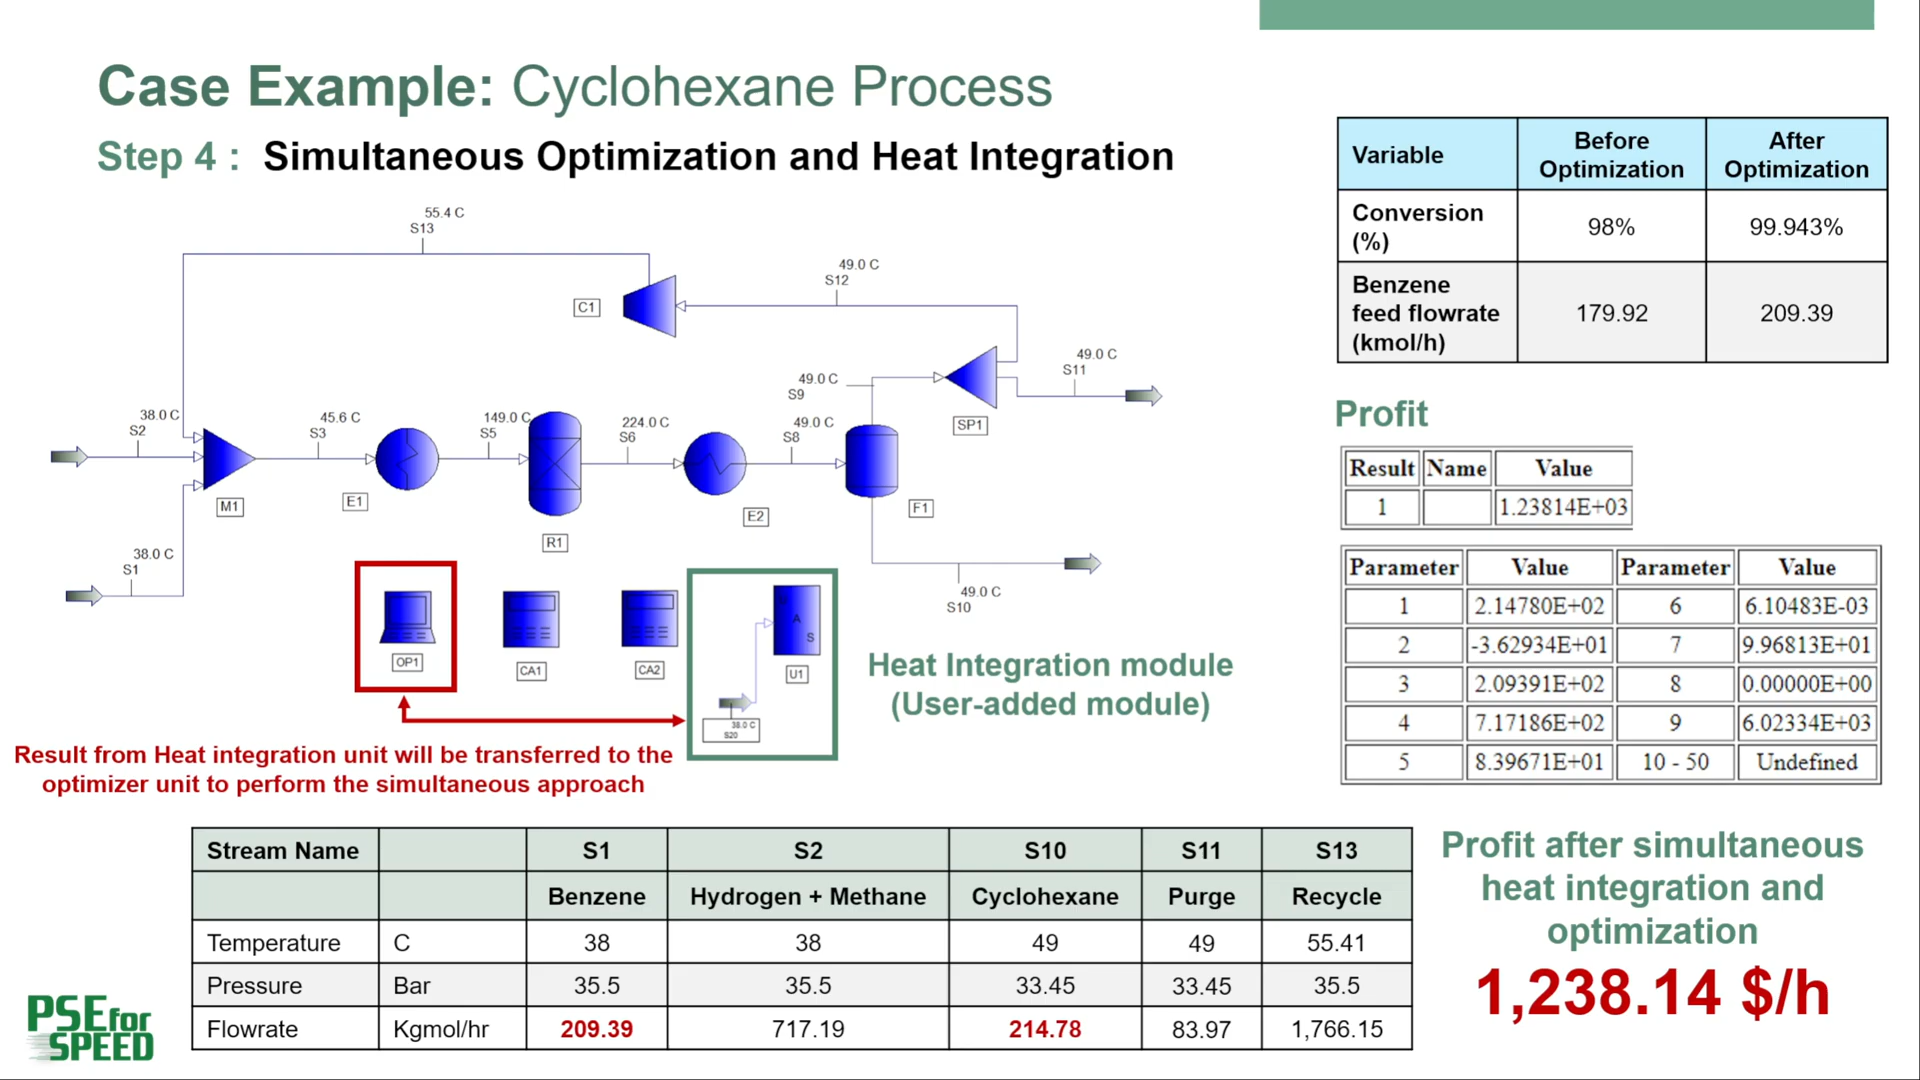 Case Example: Cyclohexane Process
Step 4 : Simultaneous Optimization and Heat Integration
55.4 C
S13
49.0 C
S12
C1
49.0 C
S11
49.0 C
S9
SP1
38.0 C
S2
45.6 C
S3
149.0 C
S5
224.0 C
S6
49.0 C
S8
M1
E1
R1
E2
F1
38.0 C
S1
49.0 C
S10
OP1
CA1
CA2
A
S
U1
38.0 C
S20
Heat Integration module
(User-added module)
Result from Heat integration unit will be transferred to the
optimizer unit to perform the simultaneous approach
Variable Before Optimization After Optimization
Conversion (%) 98% 99.943%
Benzene feed flowrate (kmol/h) 179.92 209.39
Profit
Result Name Value
1 1.23814E+03
Parameter Value Parameter Value
1 2.14780E+02 6 6.10483E-03
2 -3.62934E+01 7 9.96813E+01
3 2.09391E+02 8 0.00000E+00
4 7.17186E+02 9 6.02334E+03
5 8.39671E+01 10 - 50 Undefined
Stream Name S1 S2 S10 S11 S13
Benzene Hydrogen + Methane Cyclohexane Purge Recycle
Temperature C 38 38 49 49 55.41
Pressure Bar 35.5 35.5 33.45 33.45 35.5
Flowrate Kgmol/hr 209.39 717.19 214.78 83.97 1,766.15
Profit after simultaneous
heat integration and
optimization
1,238.14 $/h
PSE for
SPEED